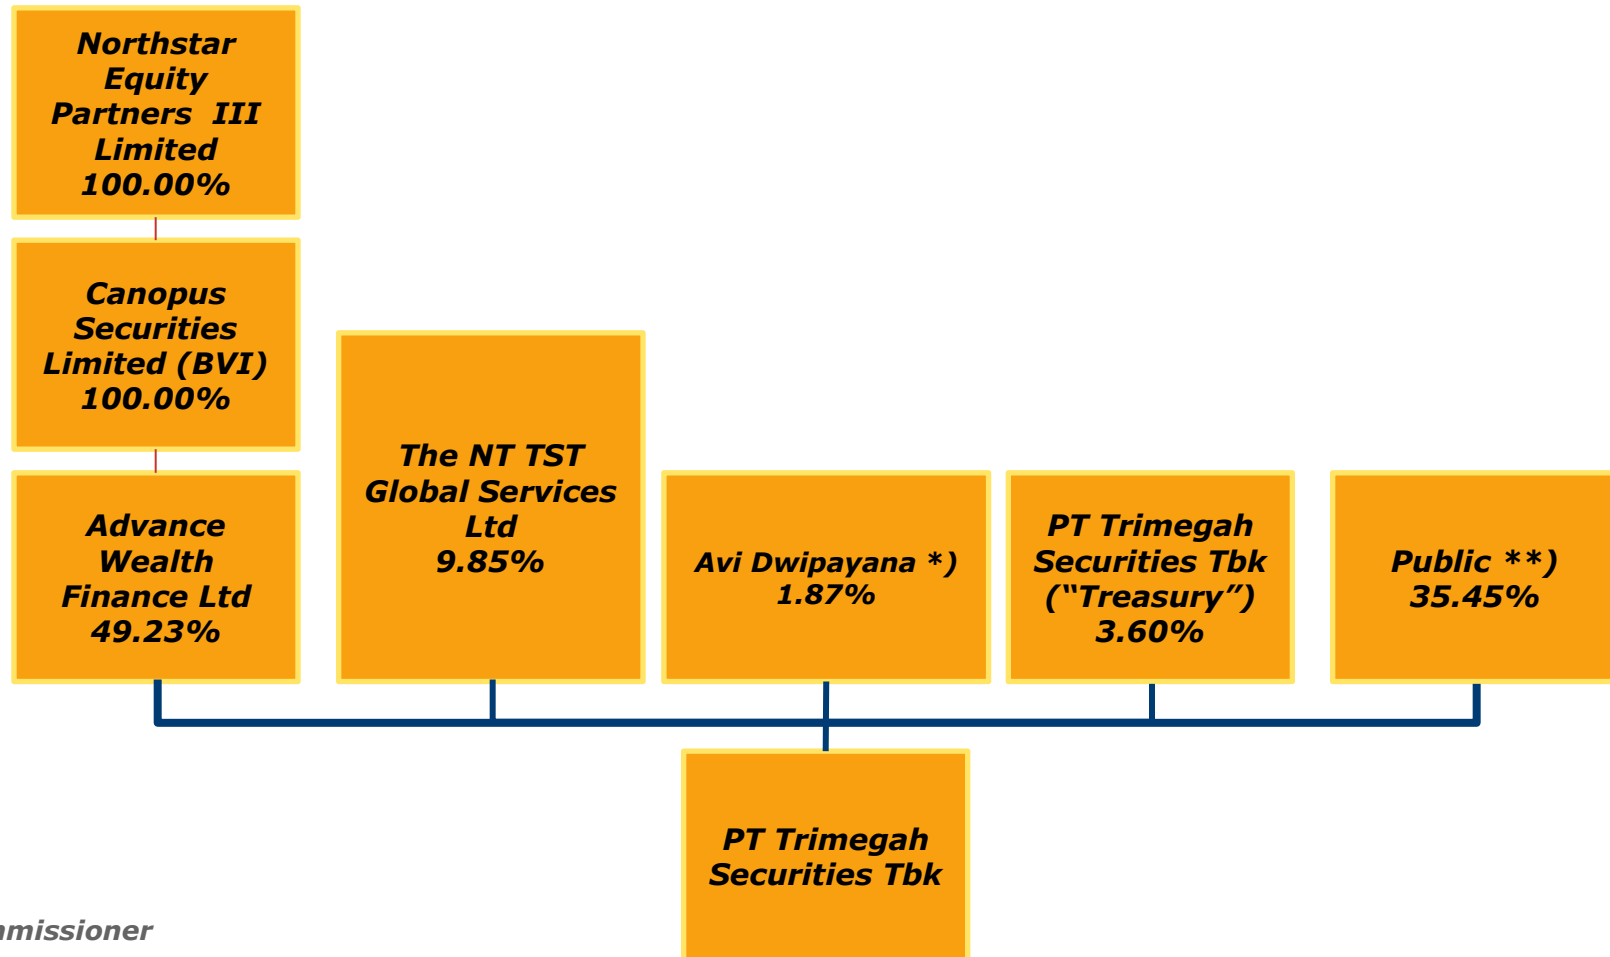 Northstar
Equity
Partners III
Limited
100.00%
Canopus
Securities
Limited (BVI)
100.00%
Advance
Wealth
Finance Ltd
49.23%
The NT TST
Global Services
Ltd
9.85%
Avi Dwipayana *)
1.87%
PT Trimegah
Securities Tbk
(“Treasury”)
3.60%
Public **)
35.45%
PT Trimegah
Securities Tbk